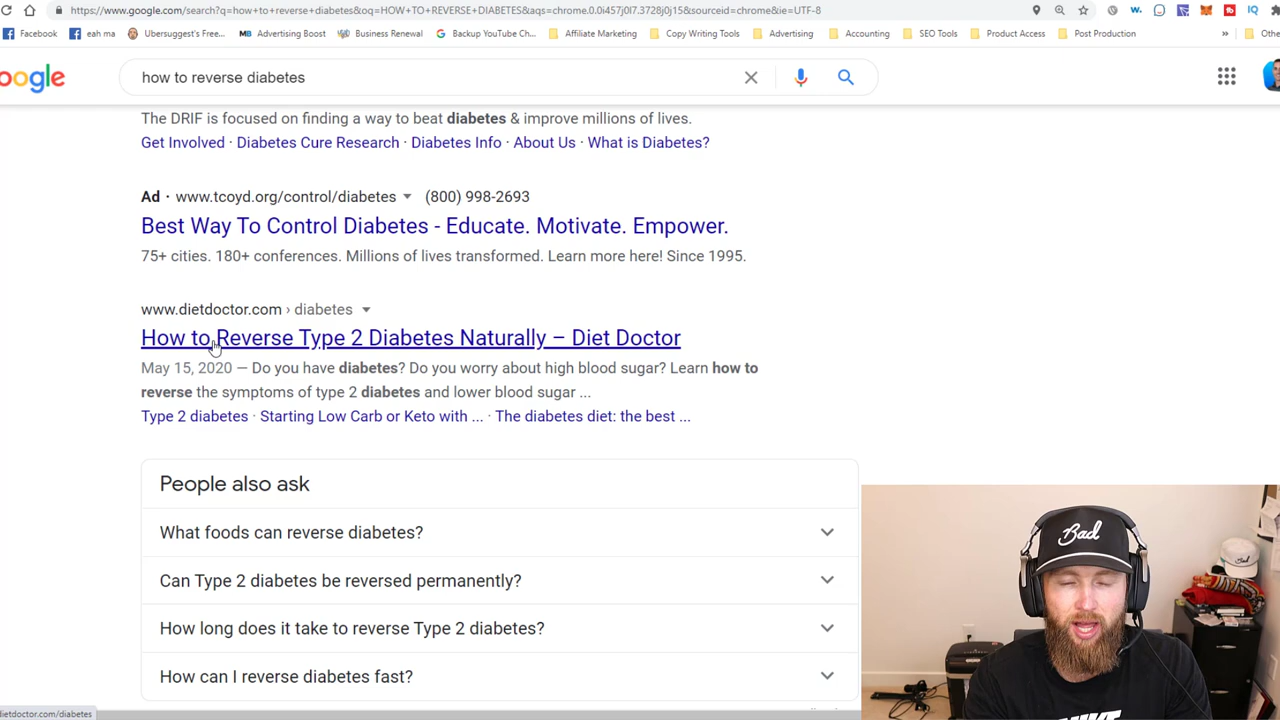 https://www.google.com/search?q=how+to+reverse+diabetes&oq=HOW+TO+REVERSE+DIABETES&aqs=chrome.0.0i457j0l7.3728j0j15&sourceid=chrome&ie=UTF-8
Facebook eah ma Ubersuggest's Free... Advertising Boost Business Renewal Backup YouTube Ch... Affiliate Marketing Copy Writing Tools Advertising Accounting SEO Tools Product Access Post Production » Othe
oogle how to reverse diabetes
The DRIF is focused on finding a way to beat diabetes & improve millions of lives.
Get Involved · Diabetes Cure Research · Diabetes Info · About Us · What is Diabetes?
Ad · www.tcoyd.org/control/diabetes (800) 998-2693
Best Way To Control Diabetes - Educate. Motivate. Empower.
75+ cities. 180+ conferences. Millions of lives transformed. Learn more here! Since 1995.
www.dietdoctor.com › diabetes
How to Reverse Type 2 Diabetes Naturally – Diet Doctor
May 15, 2020 — Do you have diabetes? Do you worry about high blood sugar? Learn how to
reverse the symptoms of type 2 diabetes and lower blood sugar ...
Type 2 diabetes · Starting Low Carb or Keto with ... · The diabetes diet: the best ...
People also ask
What foods can reverse diabetes?
Can Type 2 diabetes be reversed permanently?
How long does it take to reverse Type 2 diabetes?
How can I reverse diabetes fast?
Bad
dietdoctor.com/diabetes